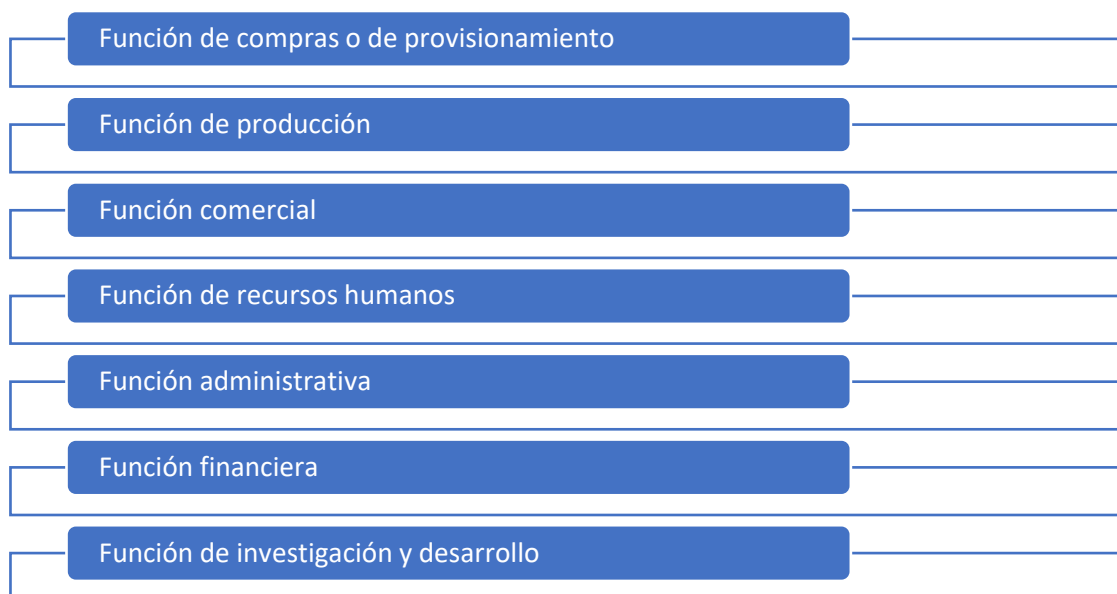 Función de compras o de provisionamiento
Función de producción
Función comercial
Función de recursos humanos
Función administrativa
Función financiera
Función de investigación y desarrollo